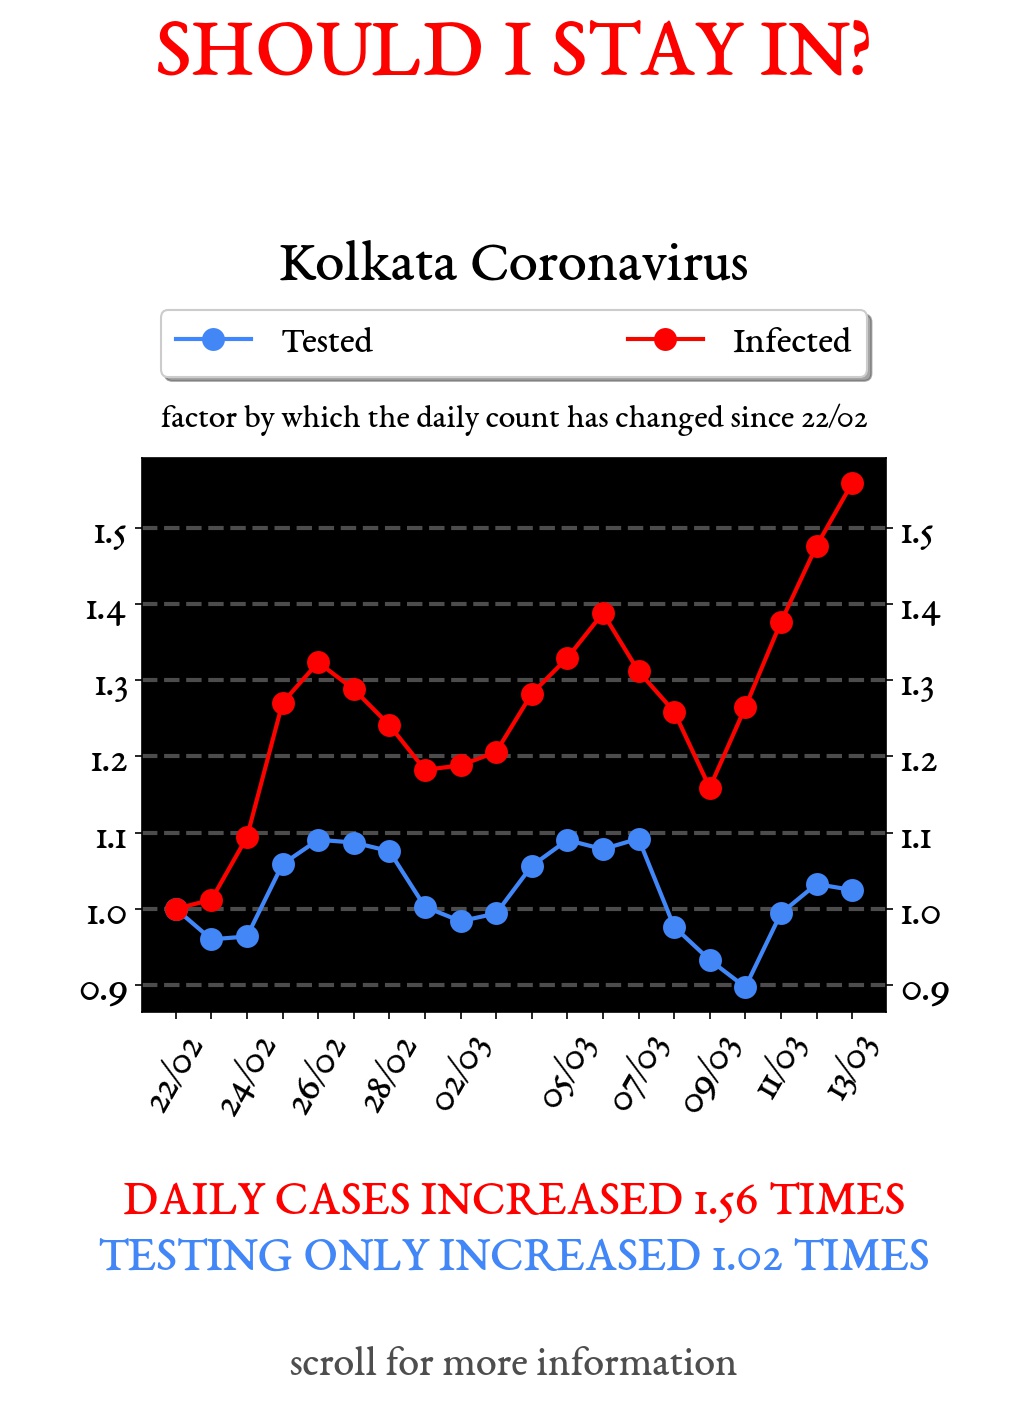 SHOULD I STAY IN?
Kolkata Coronavirus
Tested Infected
factor by which the daily count has changed since 22/02
1.5 1.5
1.4 1.4
1.3 1.3
1.2 1.2
1.1 1.1
1.0 1.0
0.9 0.9
22/02 24/02 26/02 28/02 02/03 05/03 07/03 09/03 11/03 13/03
DAILY CASES INCREASED 1.56 TIMES
TESTING ONLY INCREASED 1.02 TIMES
scroll for more information